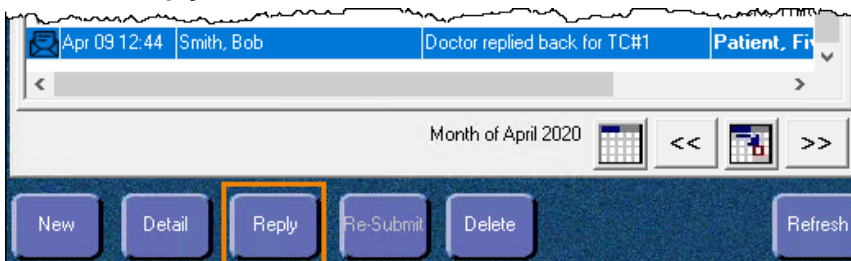 Apr 09 12:44 Smith, Bob Doctor replied back for TC#1 Patient,
Month of April 2020 << >>
New Detail Reply Re-Submit Delete Refresh